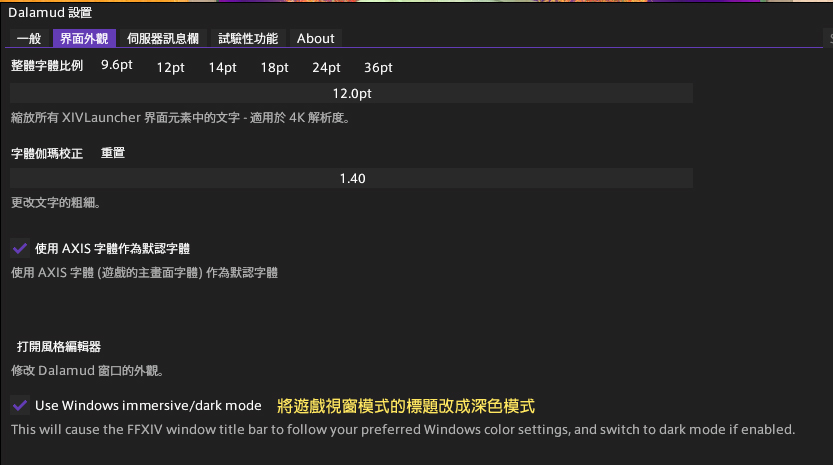 Dalamud 設置
一般 界面外觀 伺服器訊息欄 試驗性功能 About
整體字體比例 9.6pt 12pt 14pt 18pt 24pt 36pt
12.0pt
縮放所有 XIVLauncher 界面元素中的文字 - 適用於 4K 解析度。
字體伽瑪校正 重置
1.40
更改文字的粗細。
使用 AXIS 字體作為默認字體
使用 AXIS 字體 (遊戲的主畫面字體) 作為默認字體
打開風格編輯器
修改 Dalamud 窗口的外觀。
Use Windows immersive/dark mode 將遊戲視窗模式的標題改成深色模式
This will cause the FFXIV window title bar to follow your preferred Windows color settings, and switch to dark mode if enabled.